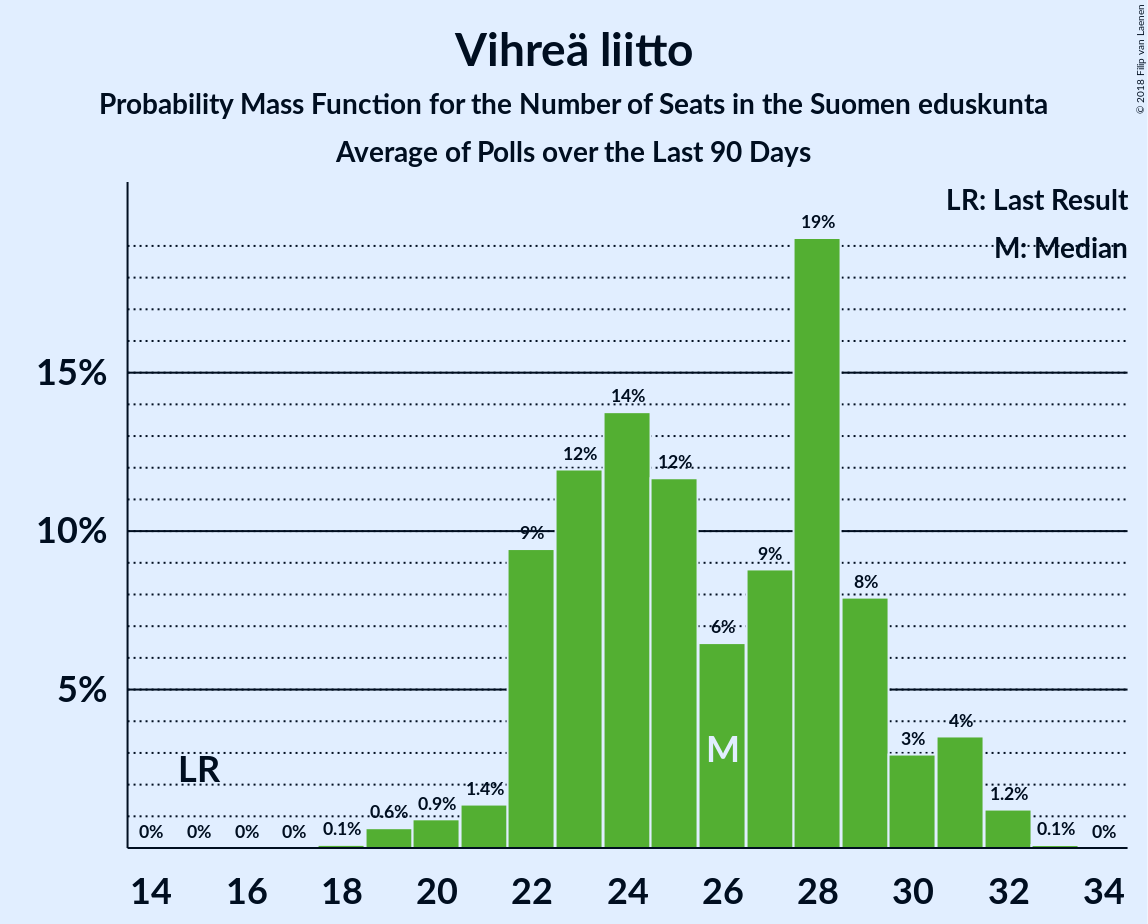 Vihreä liitto
Probability Mass Function for the Number of Seats in the Suomen eduskunta
Average of Polls over the Last 90 Days
© 2018 Filip van Laenen
LR: Last Result
M: Median
15%
10%
5%
0%
0%
0%
0%
0.1%
0.6%
0.9%
1.4%
9%
12%
14%
12%
6%
9%
19%
8%
3%
4%
1.2%
0.1%
0%
LR
M
14 16 18 20 22 24 26 28 30 32 34